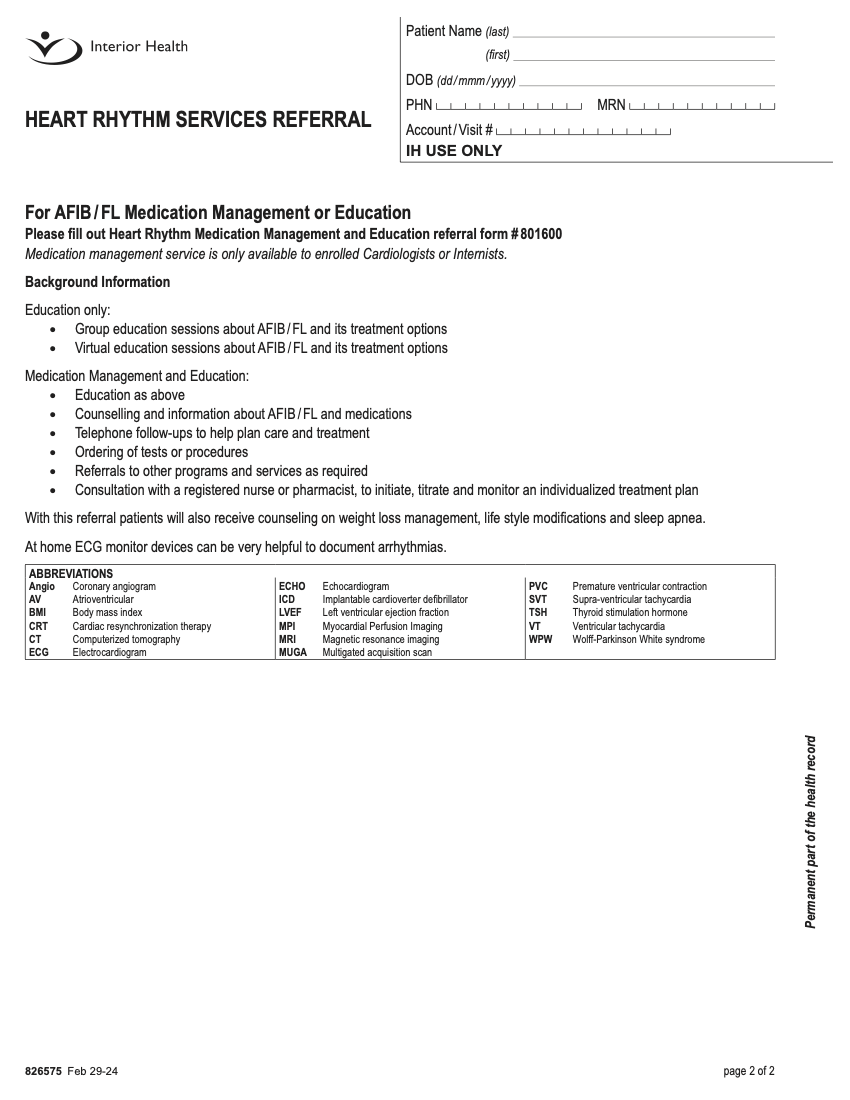 Interior Health
HEART RHYTHM SERVICES REFERRAL
Patient Name (last)
(first)
DOB (dd/mmm/yyyy)
PHN MRN
Account/Visit #
IH USE ONLY
For AFIB/FL Medication Management or Education
Please fill out Heart Rhythm Medication Management and Education referral form #801600
Medication management service is only available to enrolled Cardiologists or Internists.
Background Information
Education only:
• Group education sessions about AFIB/FL and its treatment options
• Virtual education sessions about AFIB/FL and its treatment options
Medication Management and Education:
• Education as above
• Counselling and information about AFIB/FL and medications
• Telephone follow-ups to help plan care and treatment
• Ordering of tests or procedures
• Referrals to other programs and services as required
• Consultation with a registered nurse or pharmacist, to initiate, titrate and monitor an individualized treatment plan
With this referral patients will also receive counseling on weight loss management, life style modifications and sleep apnea.
At home ECG monitor devices can be very helpful to document arrhythmias.
ABBREVIATIONS
Angio Coronary angiogram
AV Atrioventricular
BMI Body mass index
CRT Cardiac resynchronization therapy
CT Computerized tomography
ECG Electrocardiogram
ECHO Echocardiogram
ICD Implantable cardioverter defibrillator
LVEF Left ventricular ejection fraction
MPI Myocardial Perfusion Imaging
MRI Magnetic resonance imaging
MUGA Multigated acquisition scan
PVC Premature ventricular contraction
SVT Supra-ventricular tachycardia
TSH Thyroid stimulation hormone
VT Ventricular tachycardia
WPW Wolff-Parkinson White syndrome
Permanent part of the health record
826575 Feb 29-24
page 2 of 2